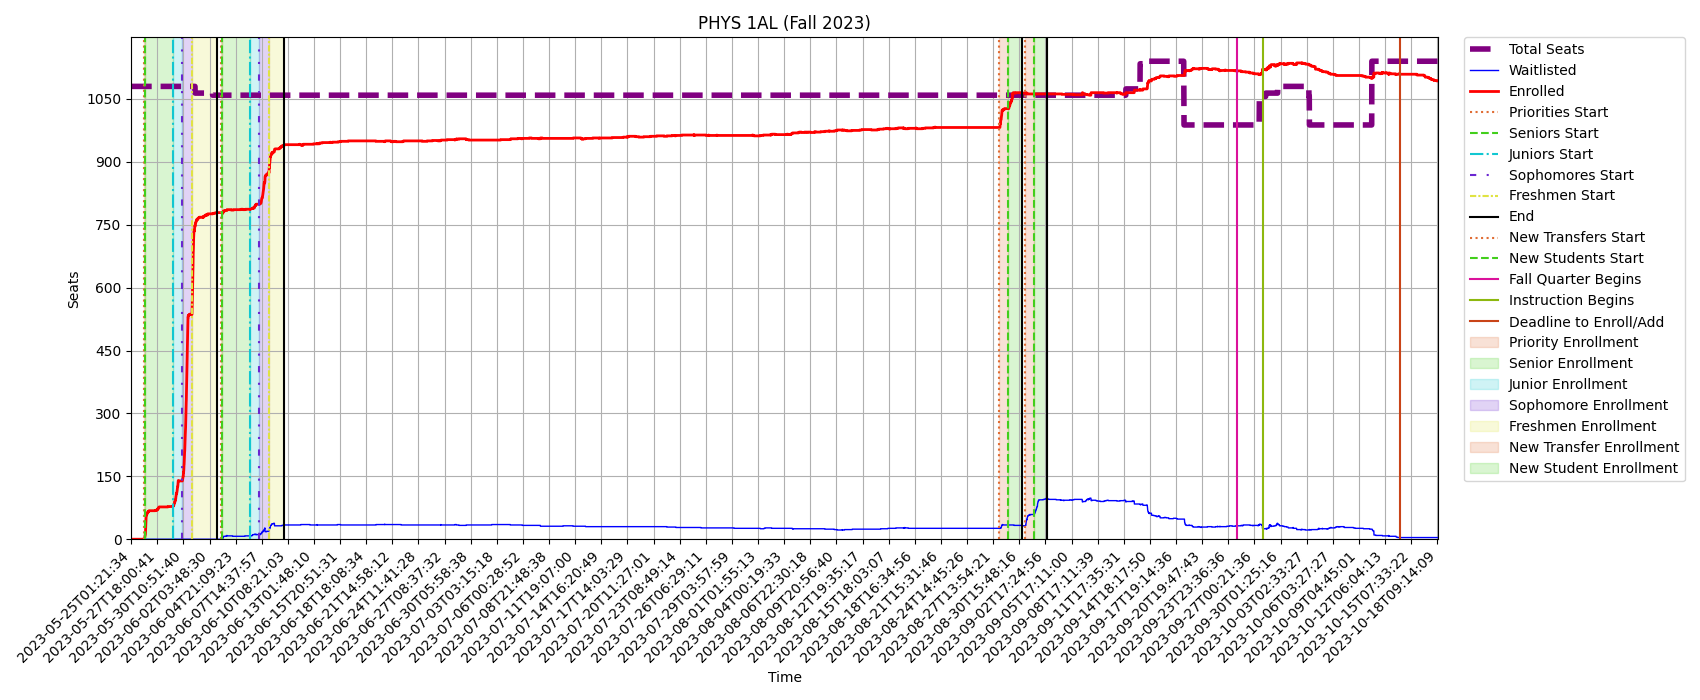 PHYS 1AL (Fall 2023)
Seats
1050
900
750
600
450
300
150
0
2023-05-25T01:21:34
2023-05-27T18:00:41
2023-05-30T10:51:40
2023-06-02T03:48:30
2023-06-04T21:09:23
2023-06-07T14:37:57
2023-06-10T08:21:03
2023-06-13T01:48:10
2023-06-15T20:51:31
2023-06-18T18:08:34
2023-06-21T14:58:12
2023-06-24T11:41:28
2023-06-27T08:37:32
2023-06-30T05:58:38
2023-07-03T03:15:18
2023-07-06T00:28:52
2023-07-08T21:48:38
2023-07-11T19:07:00
2023-07-14T16:20:49
2023-07-17T14:03:29
2023-07-20T11:27:01
2023-07-23T08:49:14
2023-07-26T06:29:11
2023-07-29T03:57:59
2023-08-01T01:55:13
2023-08-04T00:19:33
2023-08-06T22:30:18
2023-08-09T20:56:40
2023-08-12T19:35:17
2023-08-15T18:03:07
2023-08-18T16:34:56
2023-08-21T15:31:46
2023-08-24T14:45:26
2023-08-27T13:54:21
2023-08-30T15:48:16
2023-09-02T17:24:56
2023-09-05T17:11:00
2023-09-08T17:11:39
2023-09-11T17:35:31
2023-09-14T18:17:50
2023-09-17T19:14:36
2023-09-20T19:47:43
2023-09-23T23:36:36
2023-09-27T00:21:36
2023-09-30T01:25:16
2023-10-03T02:33:27
2023-10-06T03:27:27
2023-10-09T04:45:01
2023-10-12T06:04:13
2023-10-15T07:33:22
2023-10-18T09:14:09
Time
Total Seats
Waitlisted
Enrolled
Priorities Start
Seniors Start
Juniors Start
Sophomores Start
Freshmen Start
End
New Transfers Start
New Students Start
Fall Quarter Begins
Instruction Begins
Deadline to Enroll/Add
Priority Enrollment
Senior Enrollment
Junior Enrollment
Sophomore Enrollment
Freshmen Enrollment
New Transfer Enrollment
New Student Enrollment